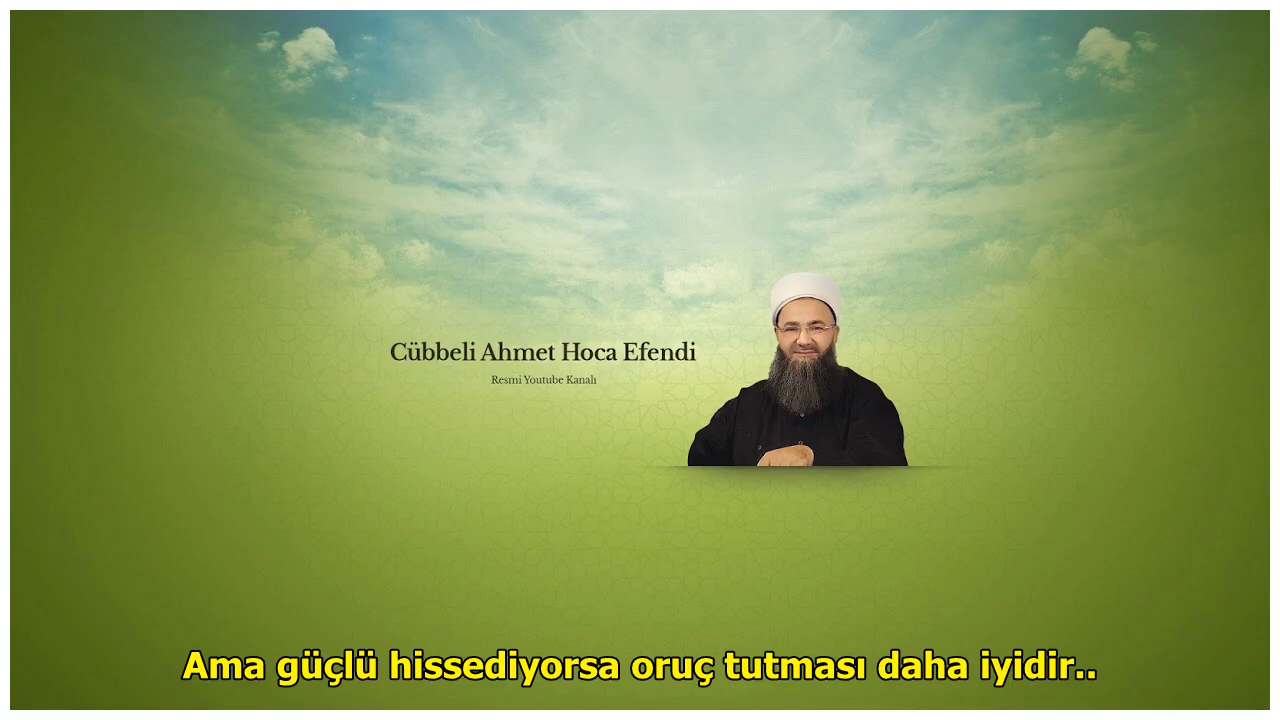 Cübbeli Ahmet Hoca Efendi
Resmi Youtube Kanalı
Ama güçlü hissediyorsa oruç tutması daha iyidir..